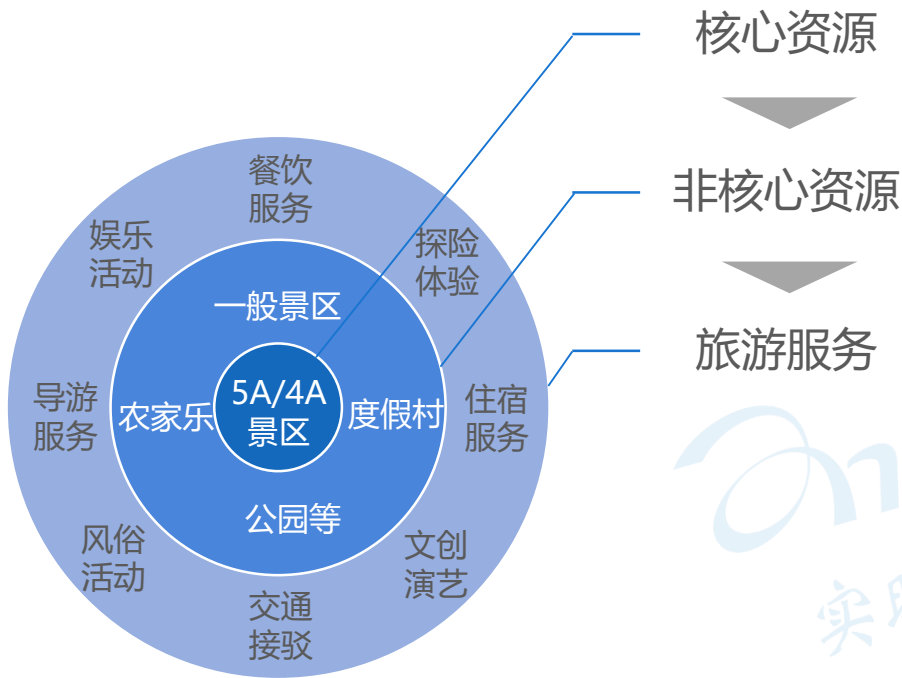 核心资源
非核心资源
旅游服务
餐饮
服务
娱乐
活动
探险
体验
一般景区
导游
服务
农家乐
5A/4A
景区
度假村
住宿
服务
公园等
风俗
活动
文创
演艺
交通
接驳
实